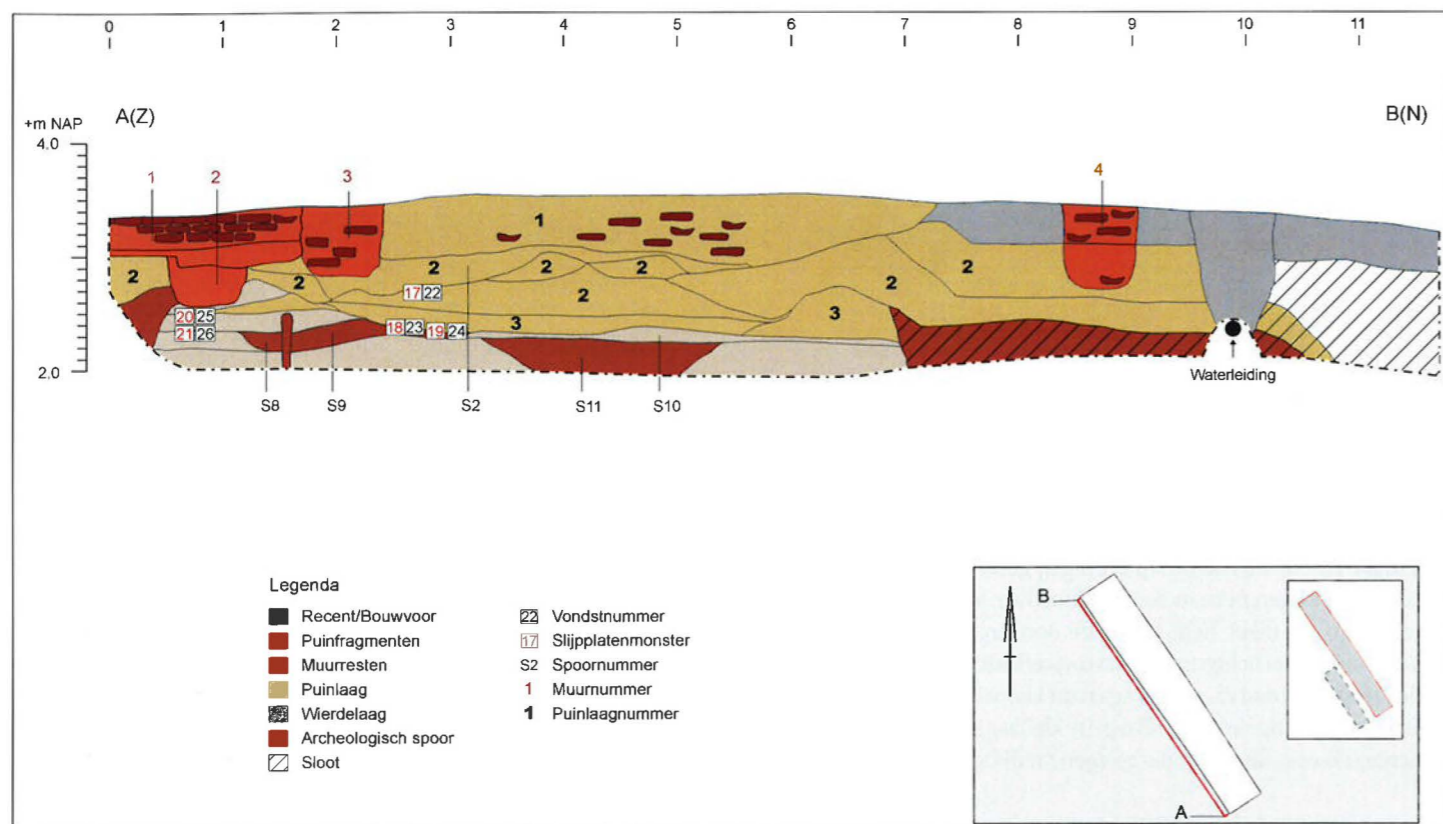 0 1 2 3 4 5 6 7 8 9 10 11
A(Z) B(N)
+m NAP
4.0
1 2 3 4
1
2 2 2 2 2 2 2
17 22
2
20 25
18 23 19 24
3 3
21 26
2.0
Waterleiding
S8 S9 S2 S11 S10
Legenda
Recent/Bouwvoor
Puinfragmenten
Muurresten
Puinlaag
Wierdelaag
Archeologisch spoor
Sloot
22 Vondstnummer
17 Slijpplatenmonster
S2 Spoornummer
1 Muurnummer
1 Puinlaagnummer
B
A